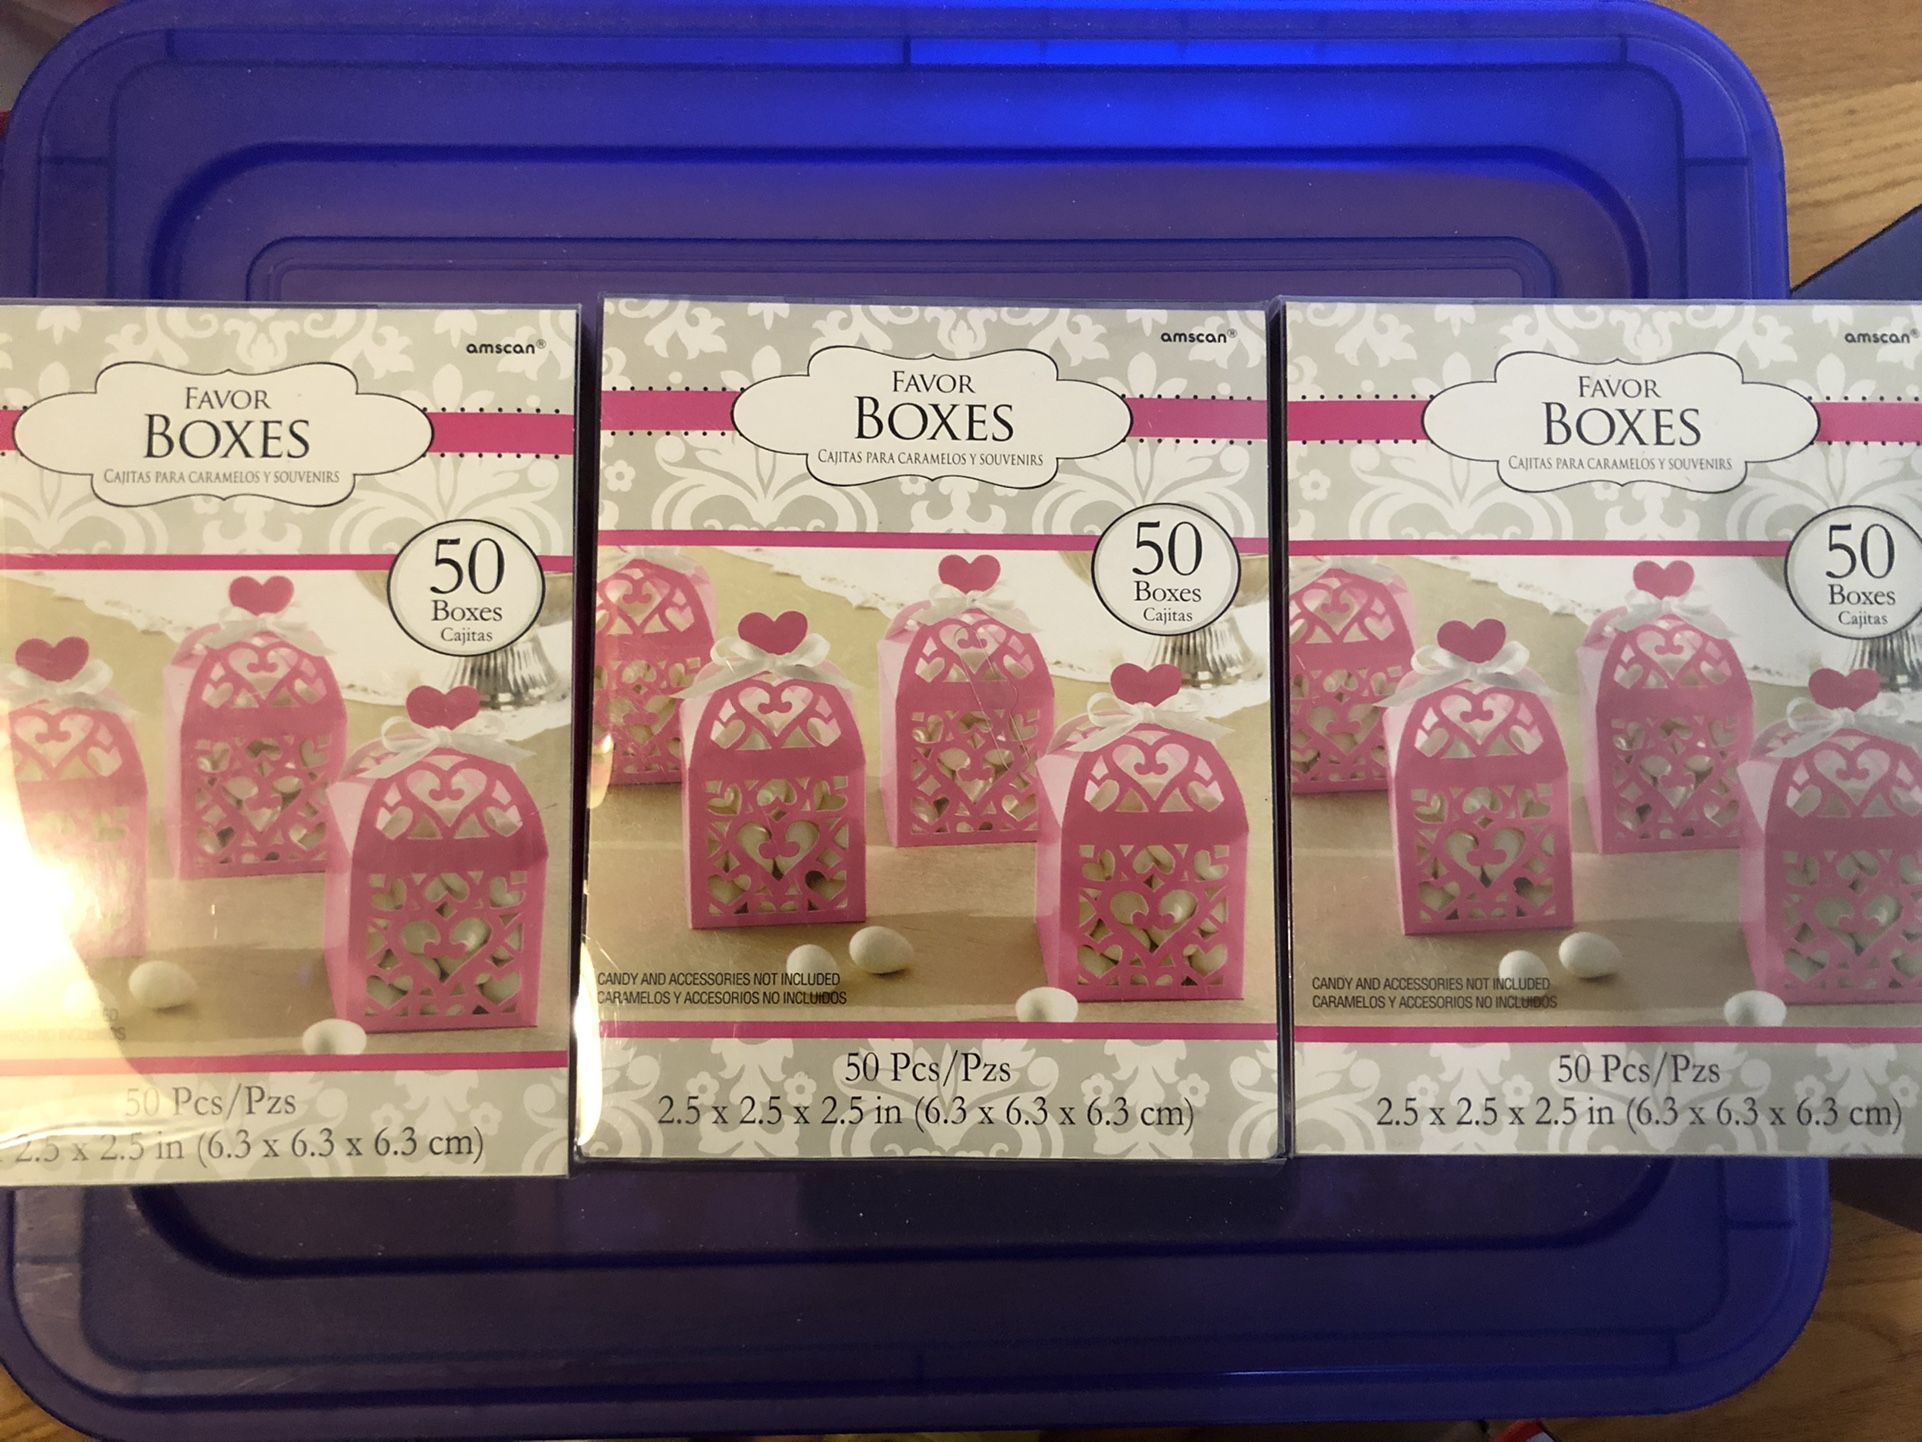 amscan®
FAVOR
BOXES
CAJITAS PARA CARAMELOS Y SOUVENIRS
50
Boxes
Cajitas
50 Pcs/Pzs
2.5 x 2.5 in (6.3 x 6.3 x 6.3 cm)
amscan®
FAVOR
BOXES
CAJITAS PARA CARAMELOS Y SOUVENIRS
50
Boxes
Cajitas
CANDY AND ACCESSORIES NOT INCLUDED
CARAMELOS Y ACCESORIOS NO INCLUIDOS
50 Pcs/Pzs
2.5 x 2.5 x 2.5 in (6.3 x 6.3 x 6.3 cm)
amscan®
FAVOR
BOXES
CAJITAS PARA CARAMELOS Y SOUVENIRS
50
Boxes
Cajitas
CANDY AND ACCESSORIES NOT INCLUDED
CARAMELOS Y ACCESORIOS NO INCLUIDOS
50 Pcs/Pzs
2.5 x 2.5 x 2.5 in (6.3 x 6.3 x 6.3 cm)